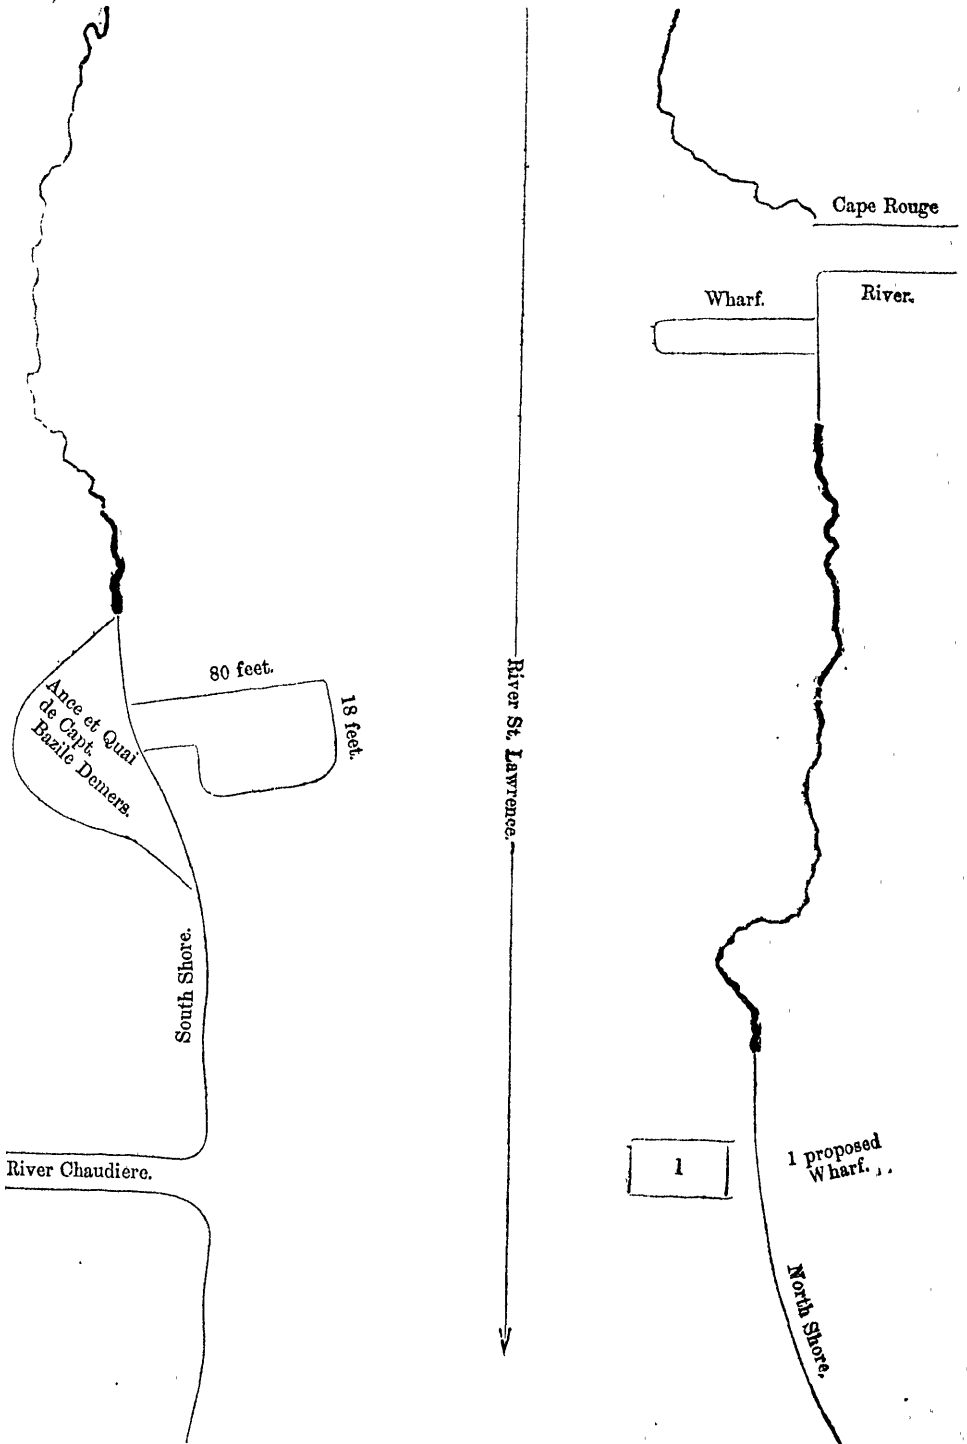 Cape Rouge
River.
Wharf.
80 feet.
18 feet.
Ance et Quai
de Capt.
Bazile Demers.
River St. Lawrence.
South Shore.
River Chaudiere.
1
1 proposed
Wharf.
North Shore.